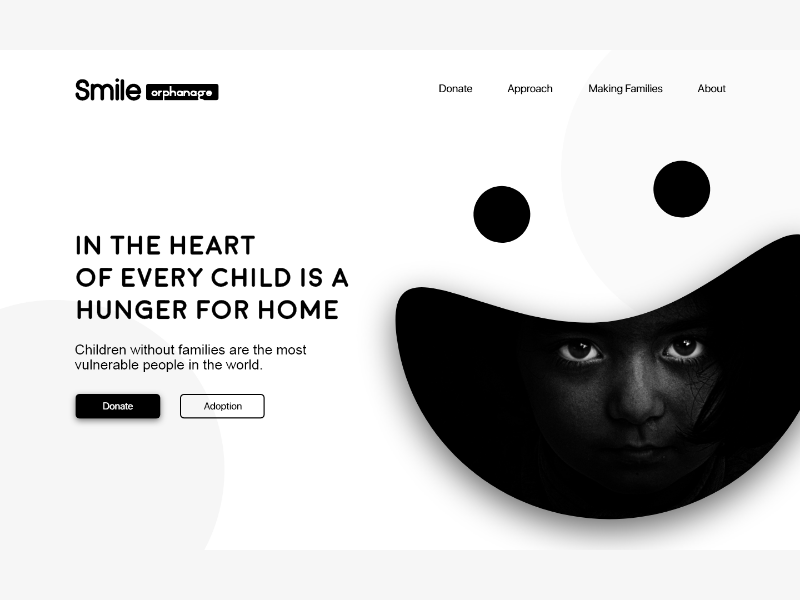 Smile orphanage
Donate Approach Making Families About
IN THE HEART
OF EVERY CHILD IS A
HUNGER FOR HOME
Children without families are the most
vulnerable people in the world.
Donate Adoption